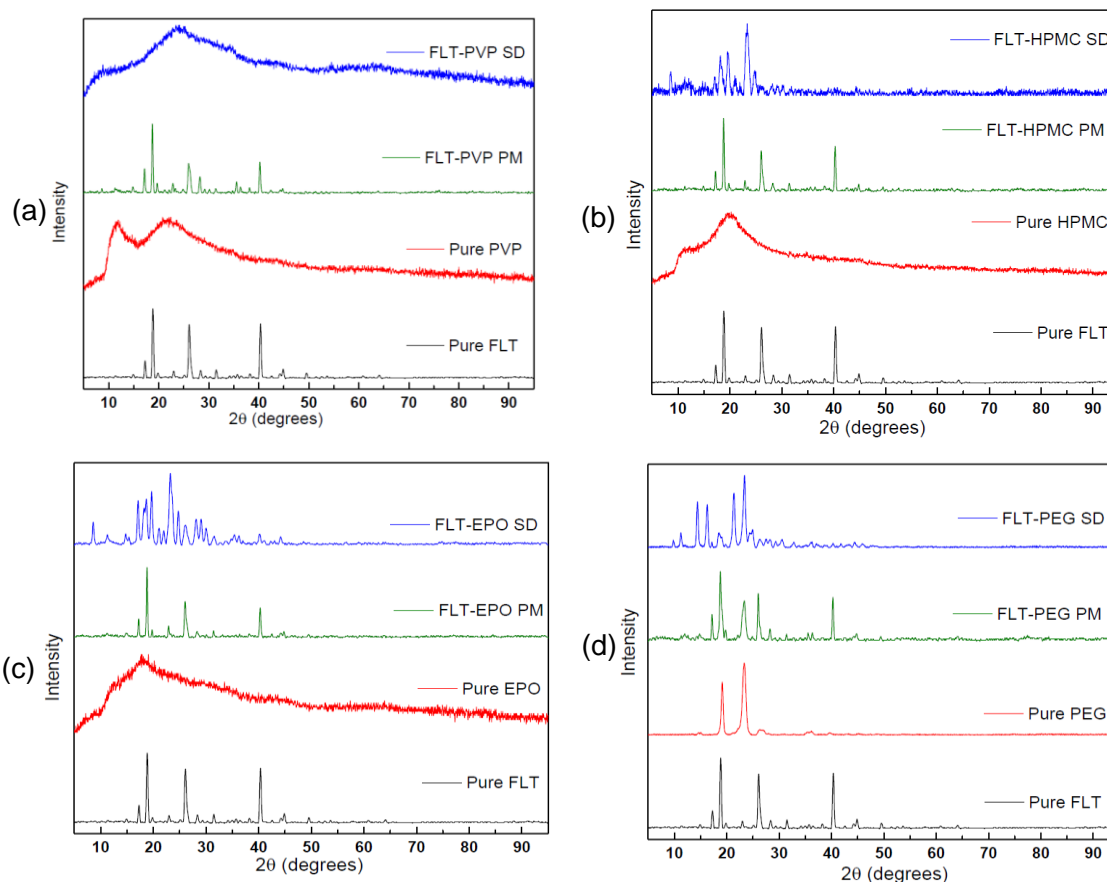 (a)
Intensity
FLT-PVP SD
FLT-PVP PM
Pure PVP
Pure FLT
10 20 30 40 50 60 70 80 90
2θ (degrees)
(b)
Intensity
FLT-HPMC SD
FLT-HPMC PM
Pure HPMC
Pure FLT
10 20 30 40 50 60 70 80 90
2θ (degrees)
(c)
Intensity
FLT-EPO SD
FLT-EPO PM
Pure EPO
Pure FLT
10 20 30 40 50 60 70 80 90
2θ (degrees)
(d)
Intensity
FLT-PEG SD
FLT-PEG PM
Pure PEG
Pure FLT
10 20 30 40 50 60 70 80 90
2θ (degrees)